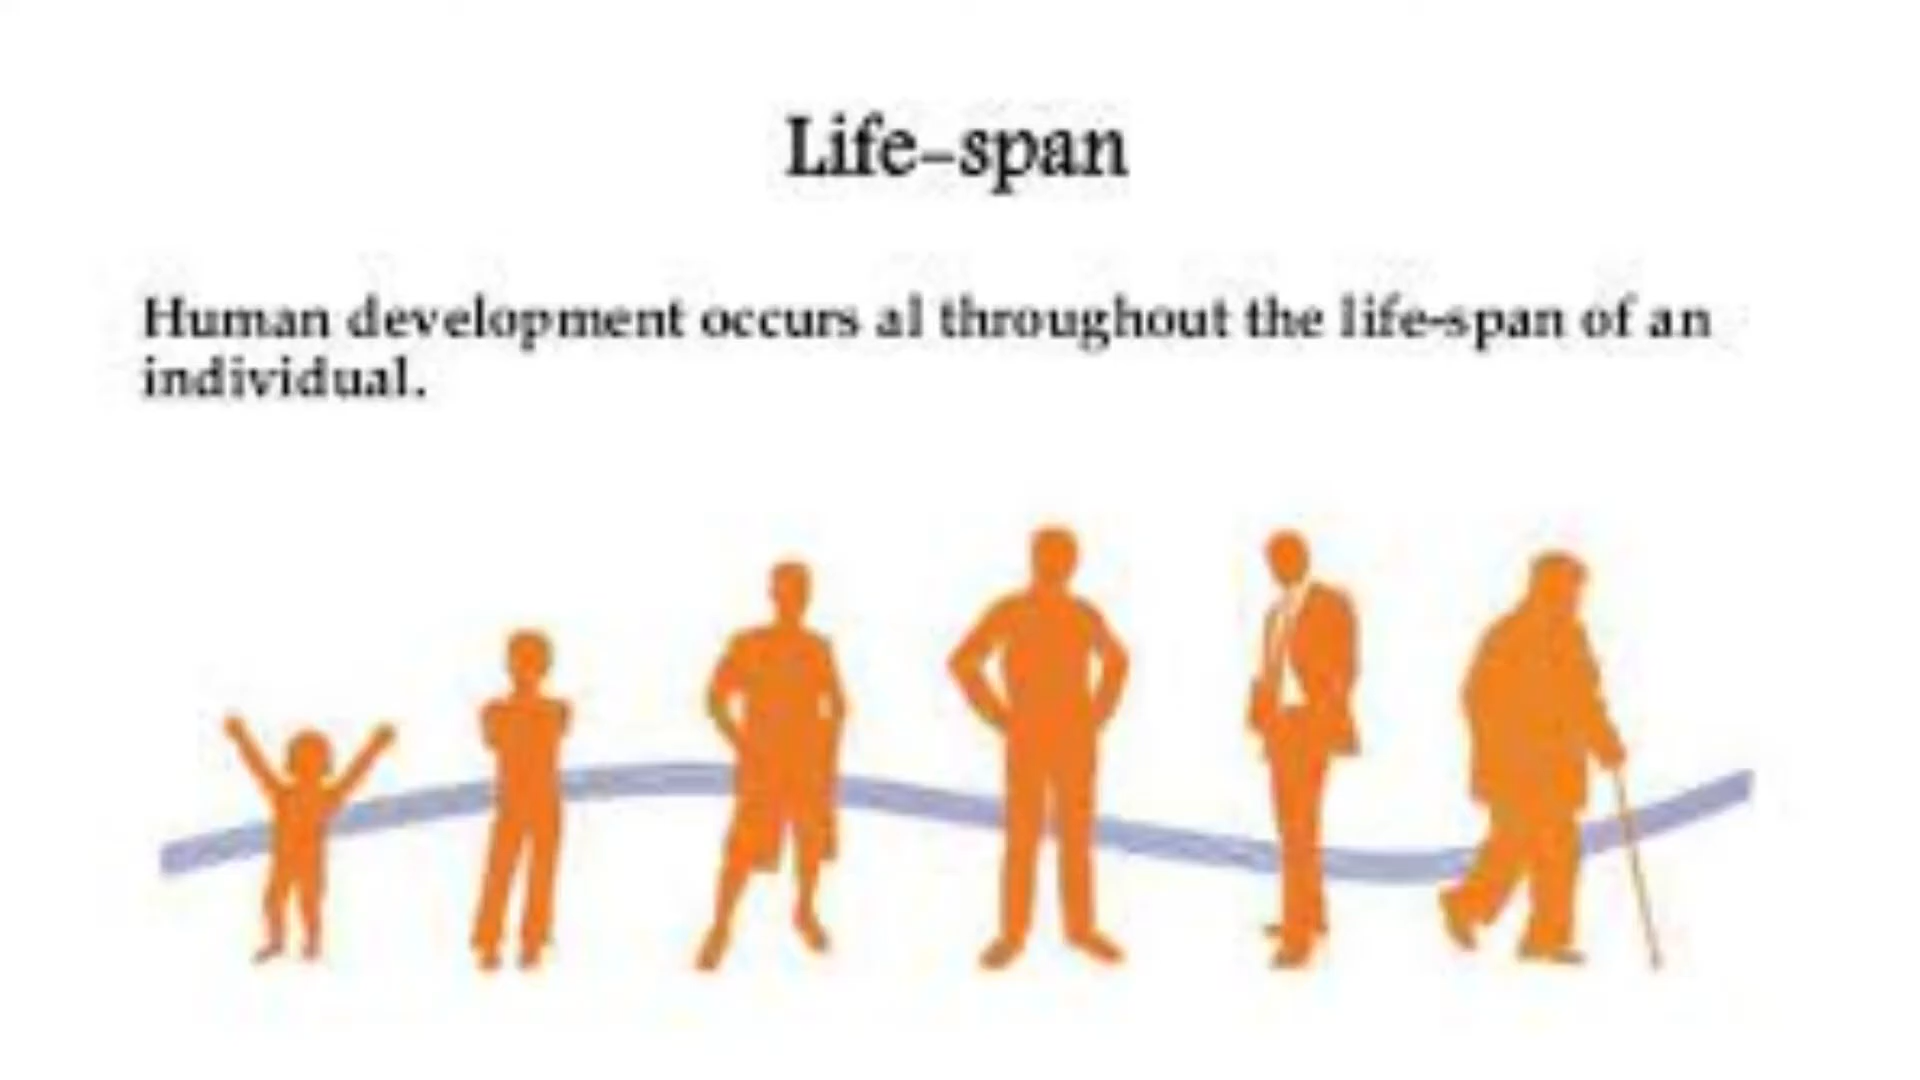 Life-span
Human development occurs al throughout the life-span of an
individual.